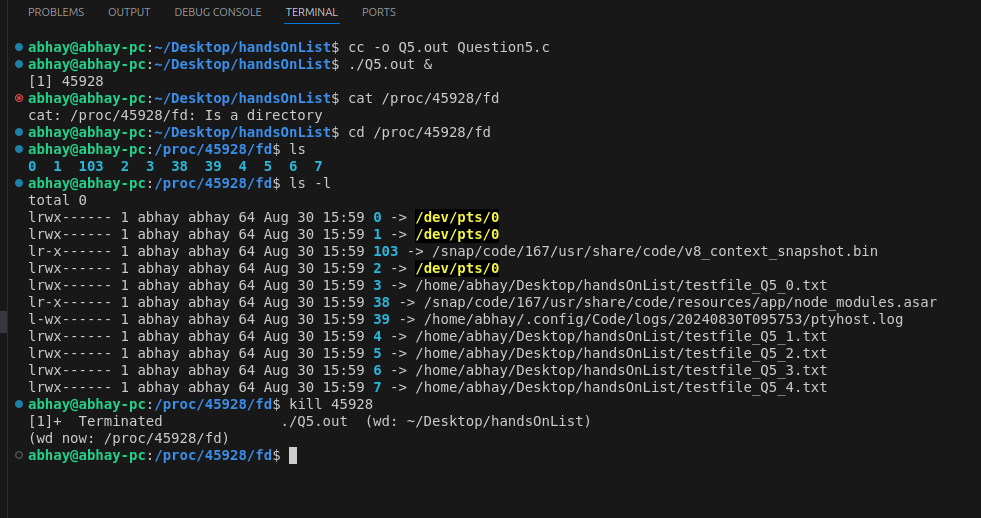 PROBLEMS OUTPUT DEBUG CONSOLE TERMINAL PORTS
abhay@abhay-pc:~/Desktop/handsOnList$ cc -o Q5.out Question5.c
abhay@abhay-pc:~/Desktop/handsOnList$ ./Q5.out &
[1] 45928
abhay@abhay-pc:~/Desktop/handsOnList$ cat /proc/45928/fd
cat: /proc/45928/fd: Is a directory
abhay@abhay-pc:~/Desktop/handsOnList$ cd /proc/45928/fd
abhay@abhay-pc:/proc/45928/fd$ ls
0  1  103  2  3  38  39  4  5  6  7
abhay@abhay-pc:/proc/45928/fd$ ls -l
total 0
lrwx------ 1 abhay abhay 64 Aug 30 15:59 0 -> /dev/pts/0
lrwx------ 1 abhay abhay 64 Aug 30 15:59 1 -> /dev/pts/0
lr-x------ 1 abhay abhay 64 Aug 30 15:59 103 -> /snap/code/167/usr/share/code/v8_context_snapshot.bin
lrwx------ 1 abhay abhay 64 Aug 30 15:59 2 -> /dev/pts/0
lrwx------ 1 abhay abhay 64 Aug 30 15:59 3 -> /home/abhay/Desktop/handsOnList/testfile_Q5_0.txt
lr-x------ 1 abhay abhay 64 Aug 30 15:59 38 -> /snap/code/167/usr/share/code/resources/app/node_modules.asar
l-wx------ 1 abhay abhay 64 Aug 30 15:59 39 -> /home/abhay/.config/Code/logs/20240830T095753/ptyhost.log
lrwx------ 1 abhay abhay 64 Aug 30 15:59 4 -> /home/abhay/Desktop/handsOnList/testfile_Q5_1.txt
lrwx------ 1 abhay abhay 64 Aug 30 15:59 5 -> /home/abhay/Desktop/handsOnList/testfile_Q5_2.txt
lrwx------ 1 abhay abhay 64 Aug 30 15:59 6 -> /home/abhay/Desktop/handsOnList/testfile_Q5_3.txt
lrwx------ 1 abhay abhay 64 Aug 30 15:59 7 -> /home/abhay/Desktop/handsOnList/testfile_Q5_4.txt
abhay@abhay-pc:/proc/45928/fd$ kill 45928
[1]+  Terminated              ./Q5.out  (wd: ~/Desktop/handsOnList)
(wd now: /proc/45928/fd)
abhay@abhay-pc:/proc/45928/fd$